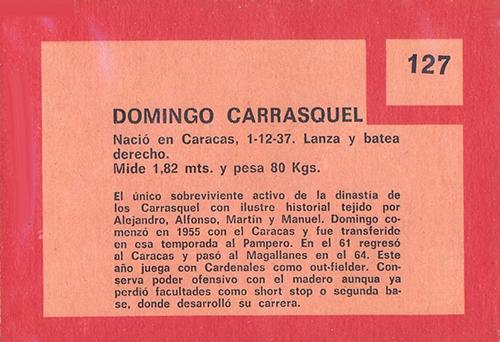 127
DOMINGO CARRASQUEL
Nació en Caracas, 1-12-37. Lanza y batea
derecho.
Mide 1,82 mts. y pesa 80 Kgs.
El único sobreviviente activo de la dinastía de
los Carrasquel con ilustre historial tejido por
Alejandro, Alfonso, Martín y Manuel. Domingo co-
menzó en 1955 con el Caracas y fue transferido
en esa temporada al Pampero. En el 61 regresó
al Caracas y pasó al Magallanes en el 64. Este
año juega con Cardenales como out-fielder. Con-
serva poder ofensivo con el madero aunqua ya
perdió facultades como short stop o segunda ba-
se, donde desarrolló su carrera.